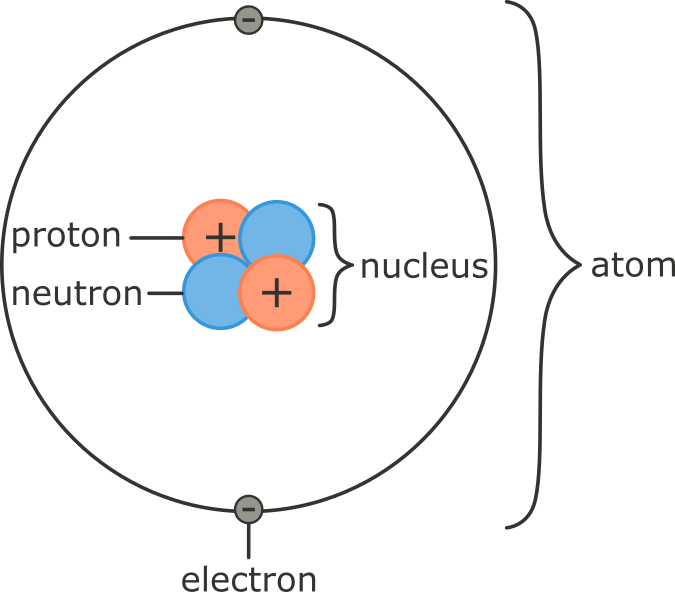 −
proton
+
neutron
+
nucleus
atom
−
electron